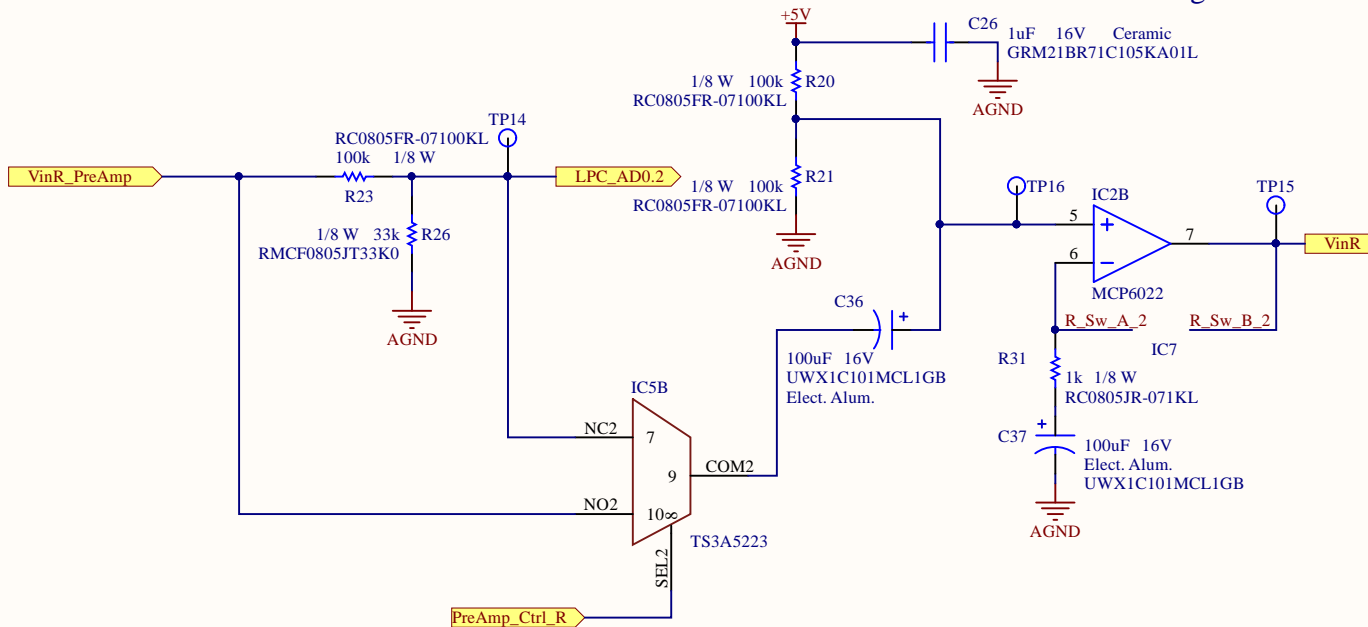 +5V
C26
1uF 16V Ceramic
GRM21BR71C105KA01L
AGND
1/8 W 100k R20
RC0805FR-07100KL
TP14
RC0805FR-07100KL
100k 1/8 W
VinR_PreAmp
R23
LPC_AD0.2
1/8 W 100k R21
RC0805FR-07100KL
AGND
1/8 W 33k R26
RMCF0805JT33K0
AGND
TP16
IC2B
TP15
5
+
6
−
7
VinR
MCP6022
C36
+
100uF 16V
UWX1C101MCL1GB
Elect. Alum.
R_Sw_A_2
R_Sw_B_2
IC7
R31
1k 1/8 W
RC0805JR-071KL
C37
+
100uF 16V
Elect. Alum.
UWX1C101MCL1GB
AGND
IC5B
NC2
7
9
COM2
NO2
10
8
TS3A5223
SEL2
PreAmp_Ctrl_R